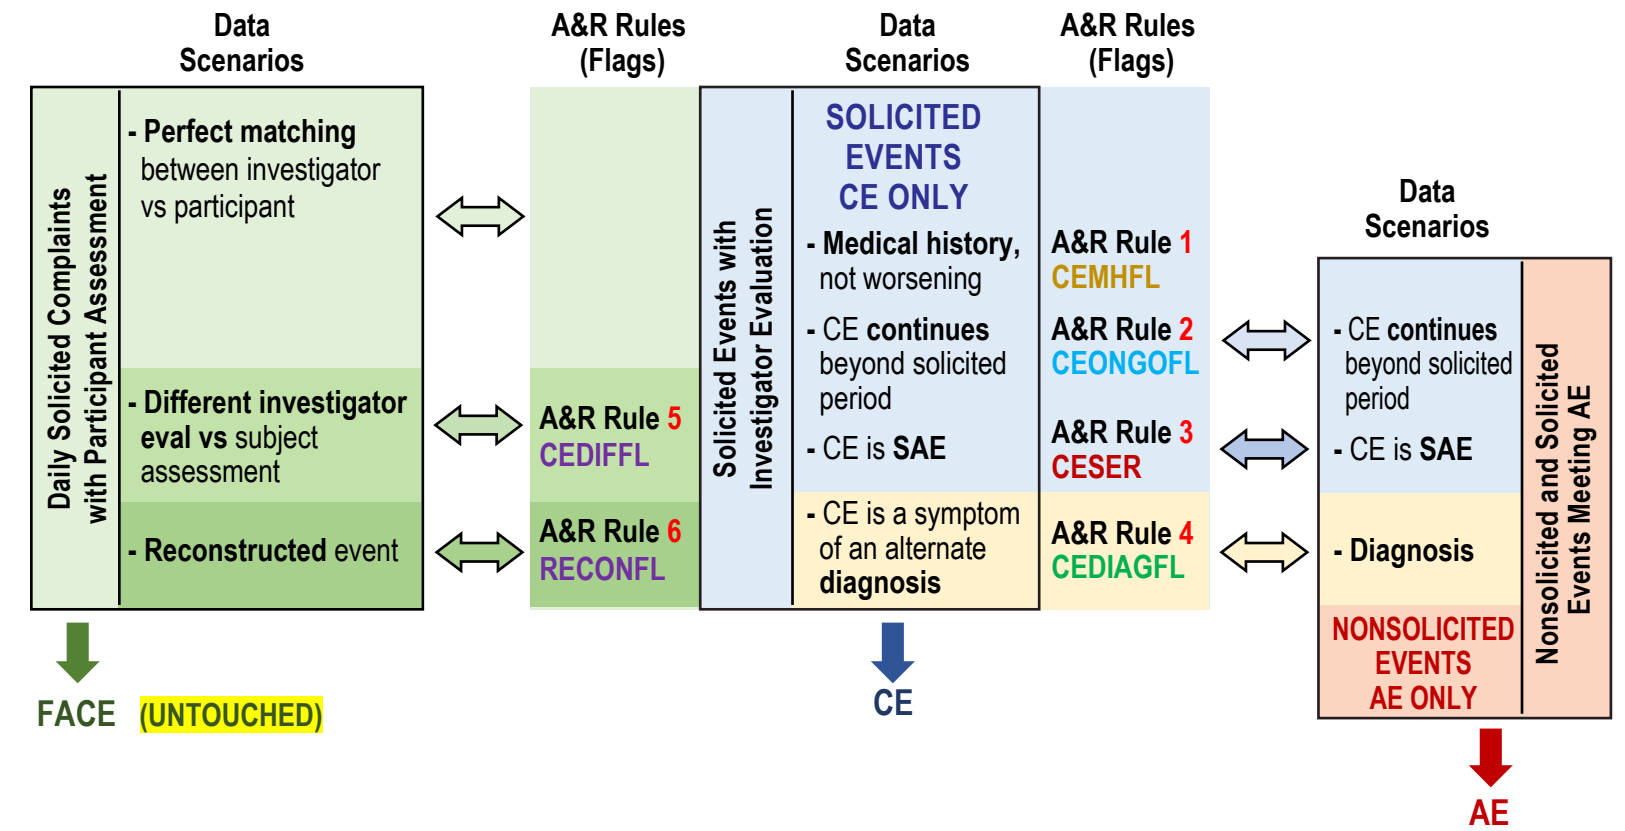 Data
Scenarios
A&R Rules
(Flags)
Data
Scenarios
A&R Rules
(Flags)
Daily Solicited Complaints
with Participant Assessment
- Perfect matching
between investigator
vs participant
- Different investigator
eval vs subject
assessment
- Reconstructed event
A&R Rule 5
CEDIFFL
A&R Rule 6
RECONFL
Solicited Events with
Investigator Evaluation
SOLICITED
EVENTS
CE ONLY
- Medical history,
not worsening
- CE continues
beyond solicited
period
- CE is SAE
- CE is a symptom
of an alternate
diagnosis
A&R Rule 1
CEMHFL
A&R Rule 2
CEONGOFL
A&R Rule 3
CESER
A&R Rule 4
CEDIAGFL
Data
Scenarios
- CE continues
beyond solicited
period
- CE is SAE
- Diagnosis
NONSOLICITED
EVENTS
AE ONLY
Nonsolicited and Solicited
Events Meeting AE
FACE (UNTOUCHED)
CE
AE